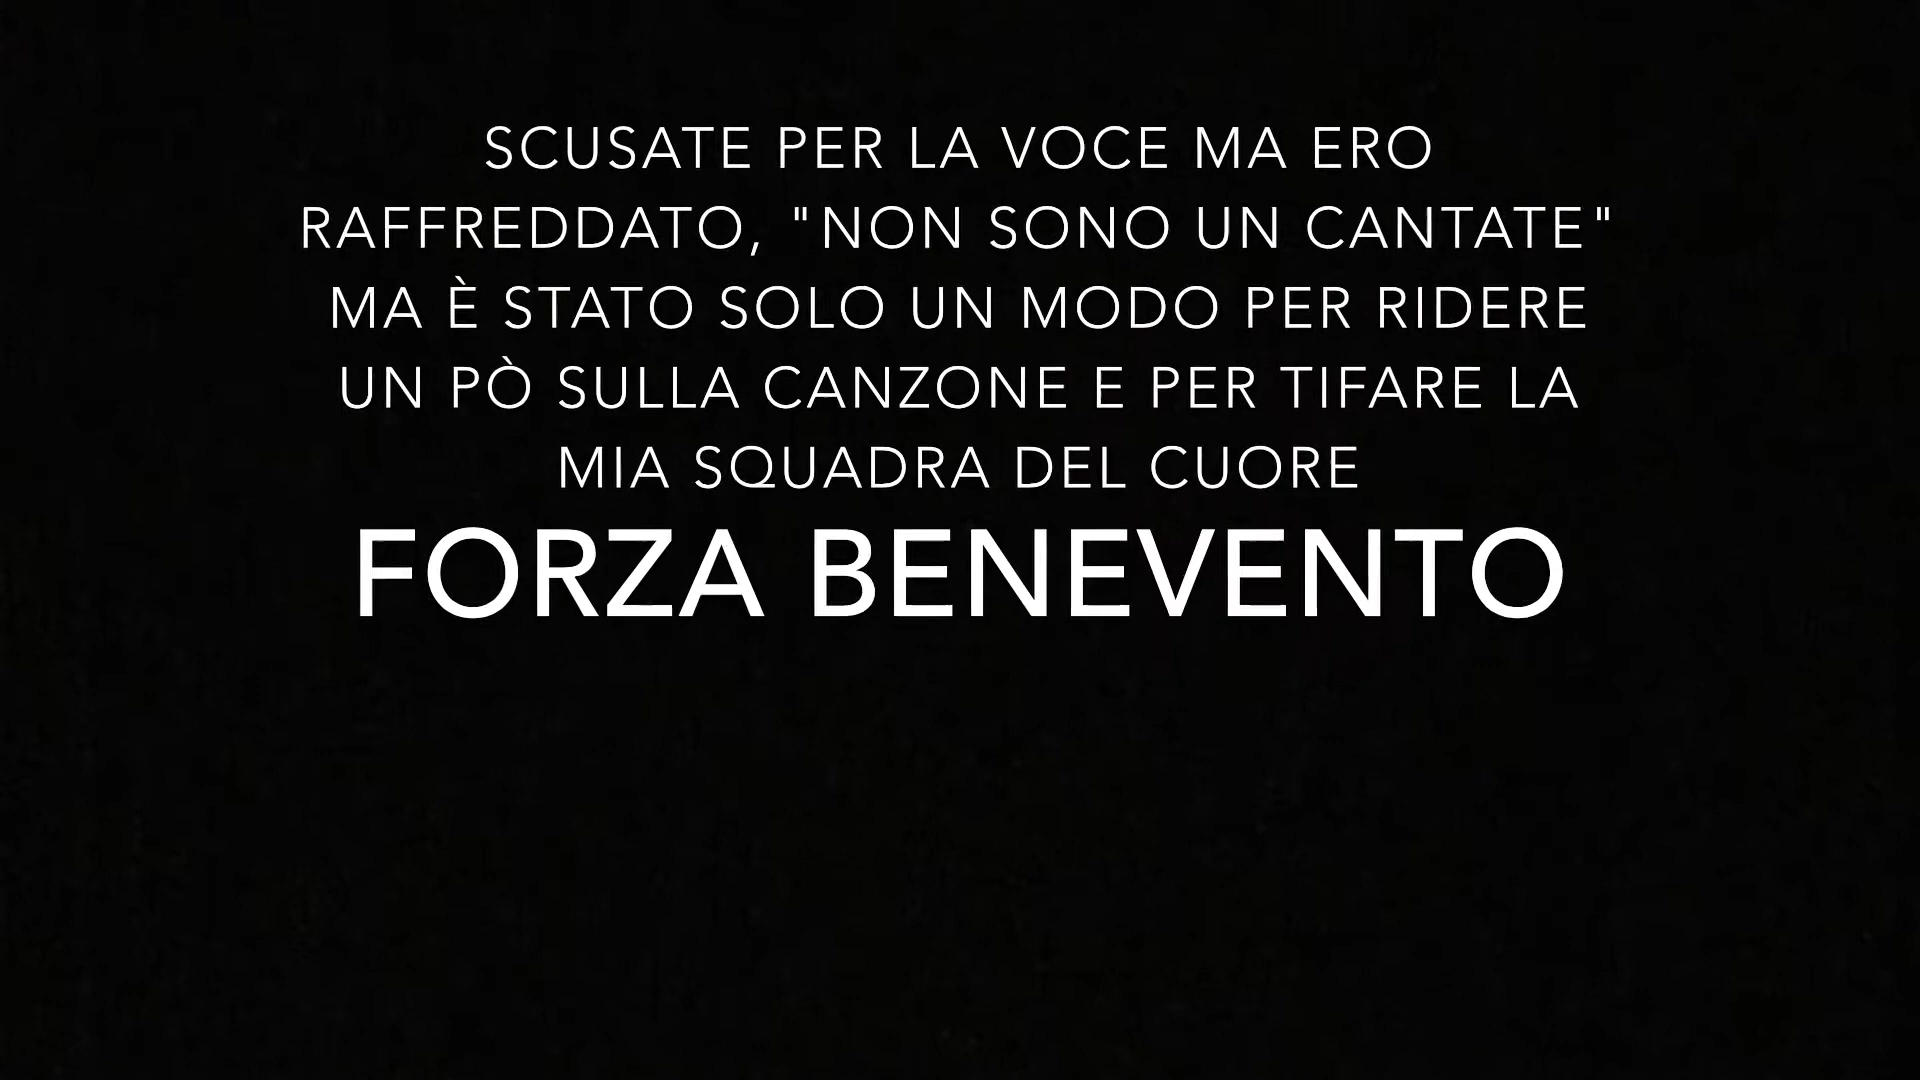 SCUSATE PER LA VOCE MA ERO
RAFFREDDATO, "NON SONO UN CANTATE"
MA È STATO SOLO UN MODO PER RIDERE
UN PÒ SULLA CANZONE E PER TIFARE LA
MIA SQUADRA DEL CUORE
FORZA BENEVENTO